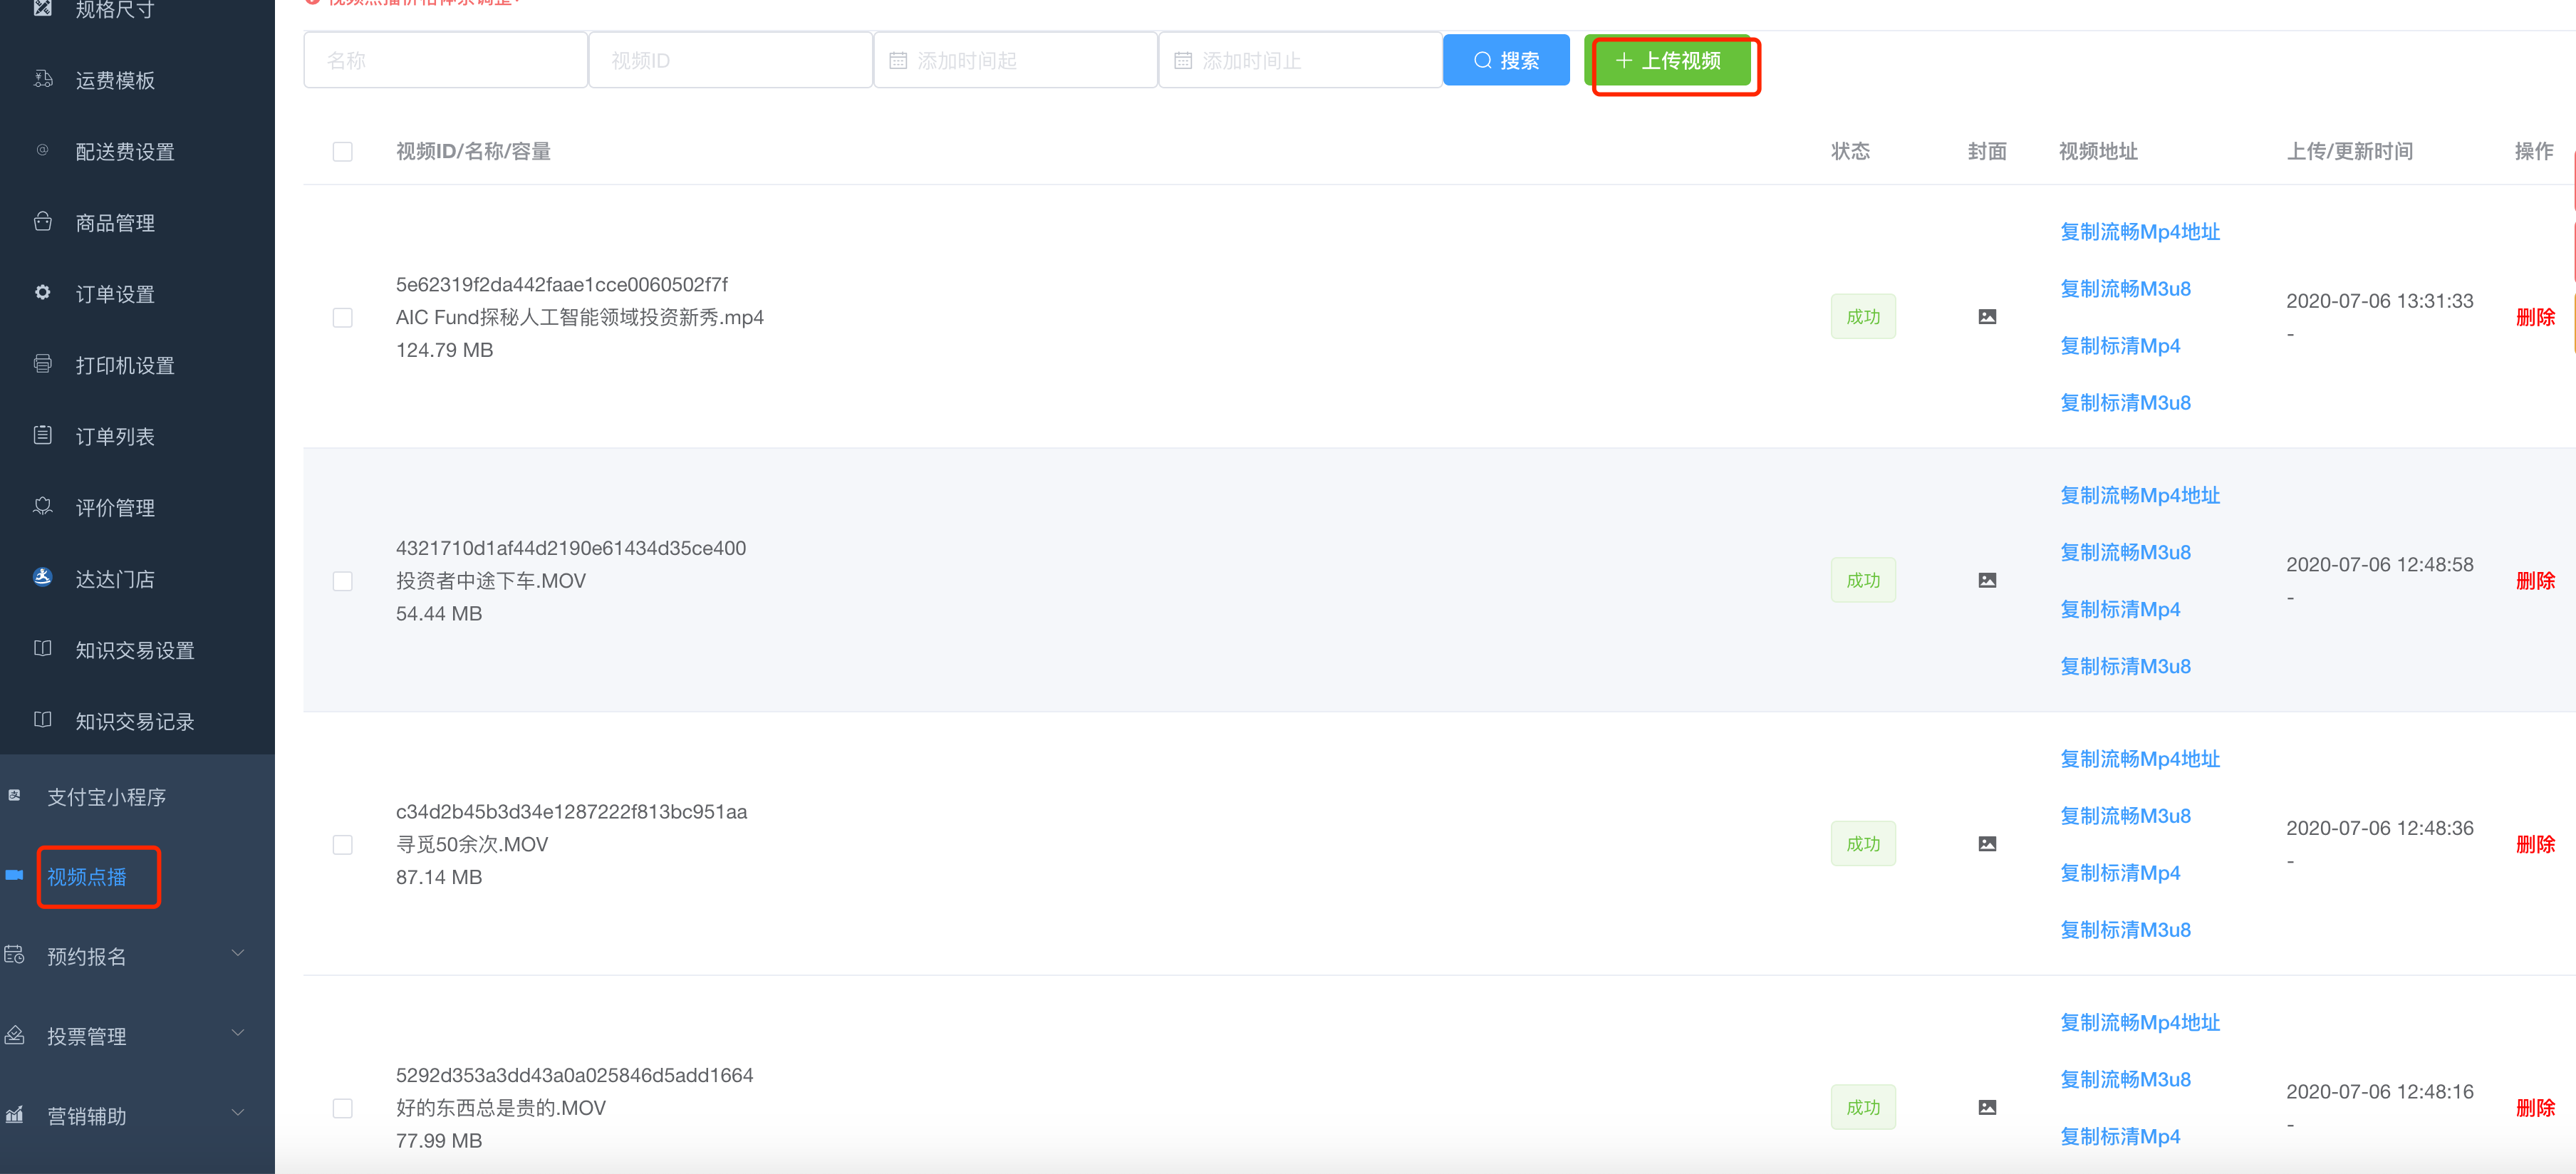 规格尺寸
运费模板
配送费设置
商品管理
订单设置
打印机设置
订单列表
评价管理
达达门店
知识交易设置
知识交易记录
支付宝小程序
视频点播
预约报名
投票管理
营销辅助
名称 视频ID 添加时间起 添加时间止 搜索 上传视频
视频ID/名称/容量 状态 封面 视频地址 上传/更新时间 操作
5e62319f2da442faae1cce0060502f7f
AIC Fund探秘人工智能领域投资新秀.mp4
124.79 MB
成功
复制流畅Mp4地址
复制流畅M3u8
复制标清Mp4
复制标清M3u8
2020-07-06 13:31:33
-
删除
4321710d1af44d2190e61434d35ce400
投资者中途下车.MOV
54.44 MB
成功
复制流畅Mp4地址
复制流畅M3u8
复制标清Mp4
复制标清M3u8
2020-07-06 12:48:58
-
删除
c34d2b45b3d34e1287222f813bc951aa
寻觅50余次.MOV
87.14 MB
成功
复制流畅Mp4地址
复制流畅M3u8
复制标清Mp4
复制标清M3u8
2020-07-06 12:48:36
-
删除
5292d353a3dd43a0a025846d5add1664
好的东西总是贵的.MOV
77.99 MB
成功
复制流畅Mp4地址
复制流畅M3u8
复制标清Mp4
2020-07-06 12:48:16
-
删除